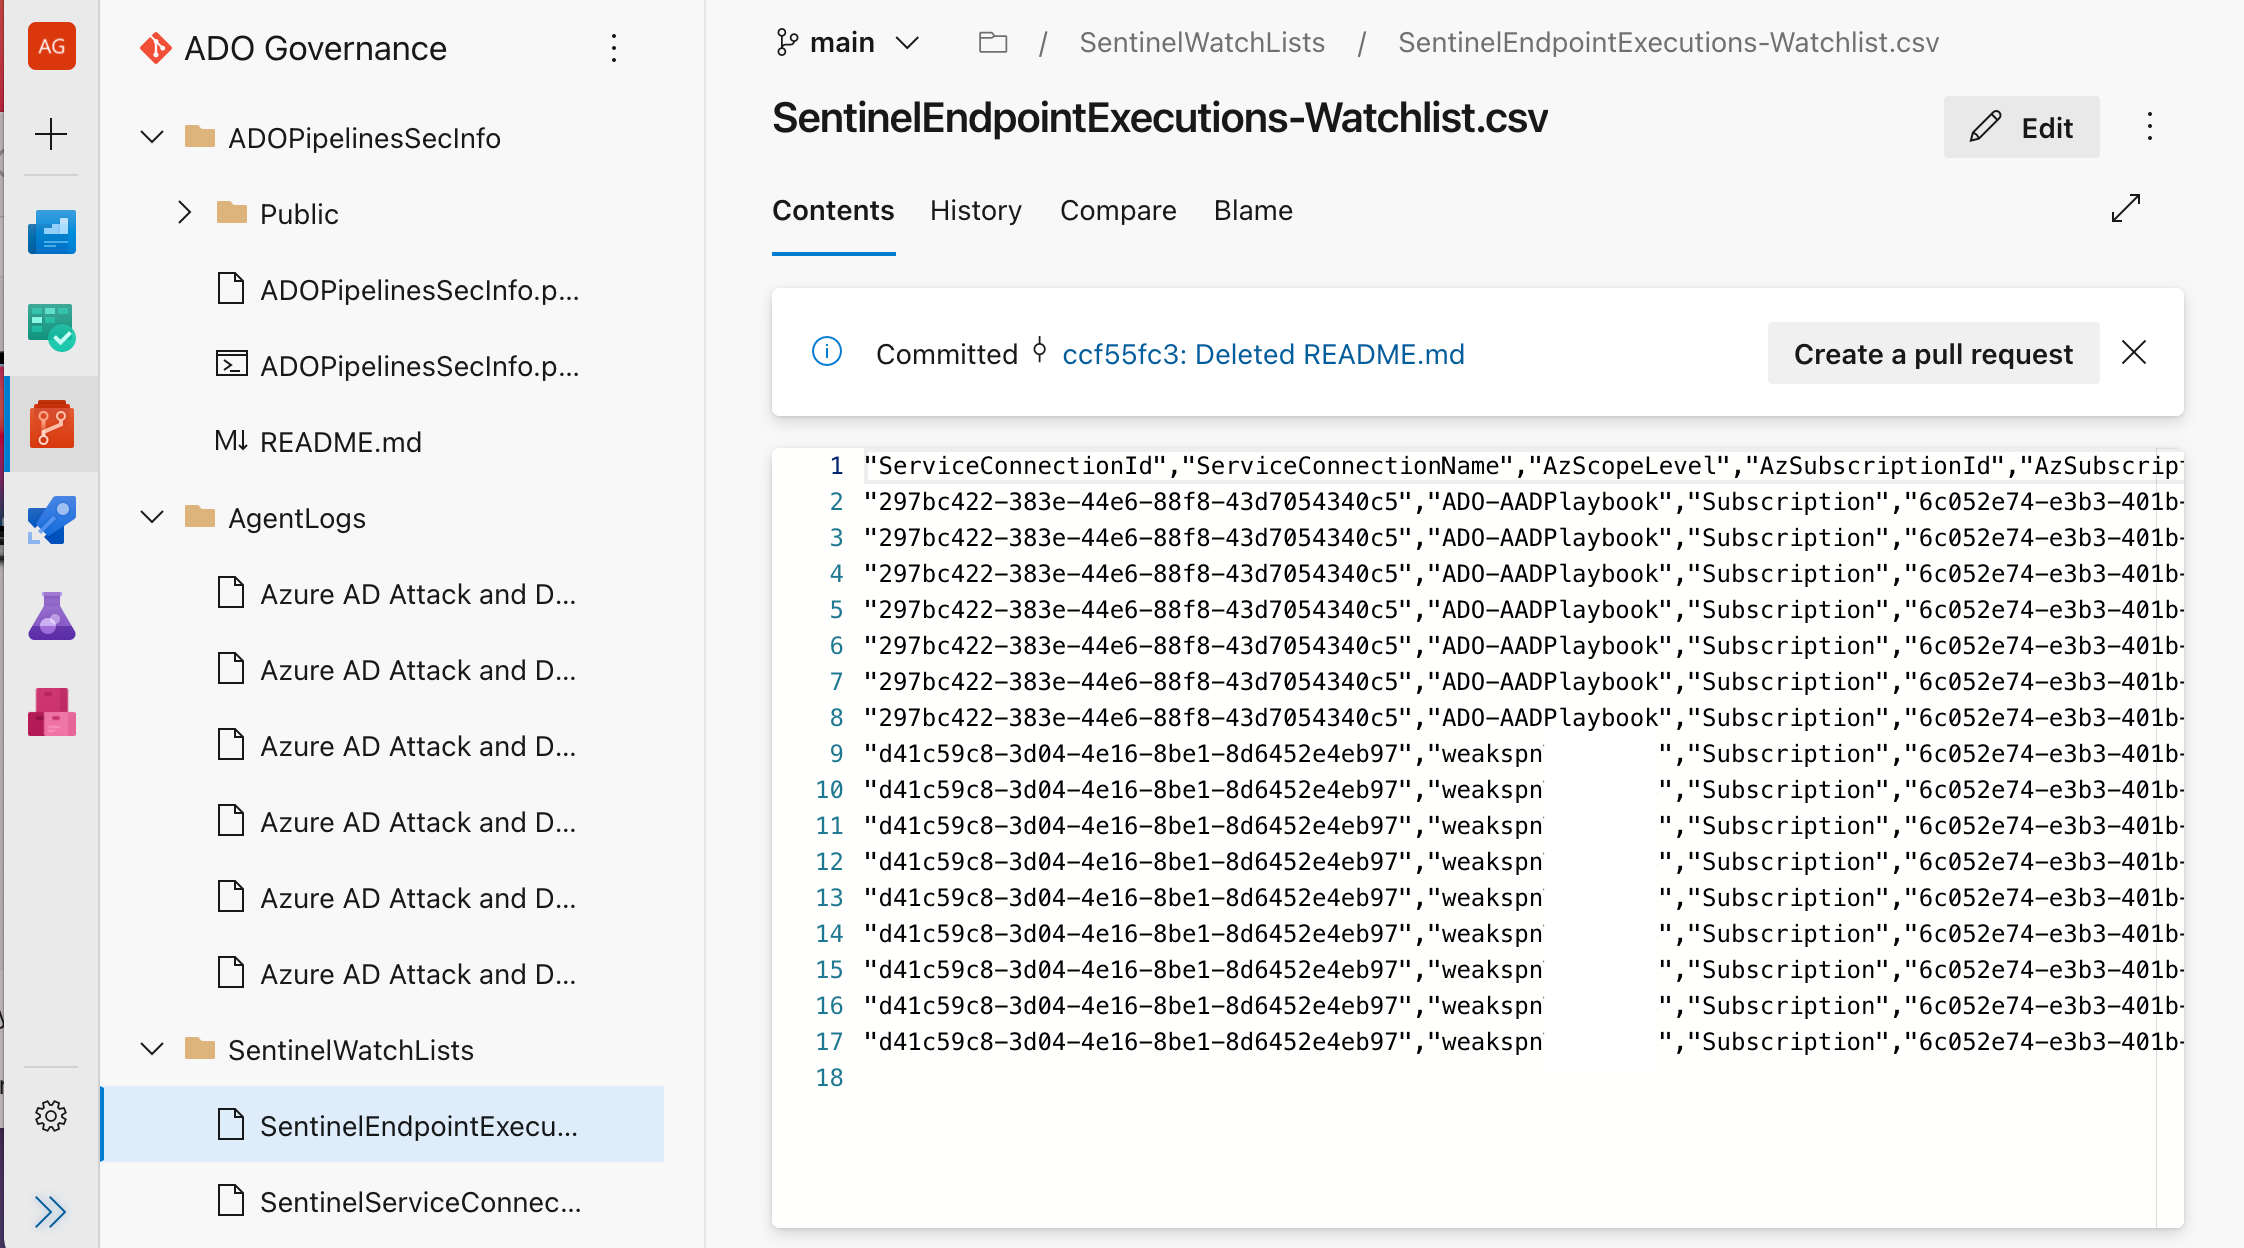 AG
ADO Governance
ADOPipelinesSecInfo
Public
ADOPipelinesSecInfo.p...
ADOPipelinesSecInfo.p...
README.md
AgentLogs
Azure AD Attack and D...
Azure AD Attack and D...
Azure AD Attack and D...
Azure AD Attack and D...
Azure AD Attack and D...
Azure AD Attack and D...
SentinelWatchLists
SentinelEndpointExecu...
SentinelServiceConnec...
main / SentinelWatchLists / SentinelEndpointExecutions-Watchlist.csv
SentinelEndpointExecutions-Watchlist.csv
Edit
Contents History Compare Blame
Committed ccf55fc3: Deleted README.md
Create a pull request
1 "ServiceConnectionId","ServiceConnectionName","AzScopeLevel","AzSubscriptionId","AzSubscrip
2 "297bc422-383e-44e6-88f8-43d7054340c5","ADO-AADPlaybook","Subscription","6c052e74-e3b3-401b-
3 "297bc422-383e-44e6-88f8-43d7054340c5","ADO-AADPlaybook","Subscription","6c052e74-e3b3-401b-
4 "297bc422-383e-44e6-88f8-43d7054340c5","ADO-AADPlaybook","Subscription","6c052e74-e3b3-401b-
5 "297bc422-383e-44e6-88f8-43d7054340c5","ADO-AADPlaybook","Subscription","6c052e74-e3b3-401b-
6 "297bc422-383e-44e6-88f8-43d7054340c5","ADO-AADPlaybook","Subscription","6c052e74-e3b3-401b-
7 "297bc422-383e-44e6-88f8-43d7054340c5","ADO-AADPlaybook","Subscription","6c052e74-e3b3-401b-
8 "297bc422-383e-44e6-88f8-43d7054340c5","ADO-AADPlaybook","Subscription","6c052e74-e3b3-401b-
9 "d41c59c8-3d04-4e16-8be1-8d6452e4eb97","weakspn ","Subscription","6c052e74-e3b3-401b-
10 "d41c59c8-3d04-4e16-8be1-8d6452e4eb97","weakspn ","Subscription","6c052e74-e3b3-401b-
11 "d41c59c8-3d04-4e16-8be1-8d6452e4eb97","weakspn ","Subscription","6c052e74-e3b3-401b-
12 "d41c59c8-3d04-4e16-8be1-8d6452e4eb97","weakspn ","Subscription","6c052e74-e3b3-401b-
13 "d41c59c8-3d04-4e16-8be1-8d6452e4eb97","weakspn ","Subscription","6c052e74-e3b3-401b-
14 "d41c59c8-3d04-4e16-8be1-8d6452e4eb97","weakspn ","Subscription","6c052e74-e3b3-401b-
15 "d41c59c8-3d04-4e16-8be1-8d6452e4eb97","weakspn ","Subscription","6c052e74-e3b3-401b-
16 "d41c59c8-3d04-4e16-8be1-8d6452e4eb97","weakspn ","Subscription","6c052e74-e3b3-401b-
17 "d41c59c8-3d04-4e16-8be1-8d6452e4eb97","weakspn ","Subscription","6c052e74-e3b3-401b-
18